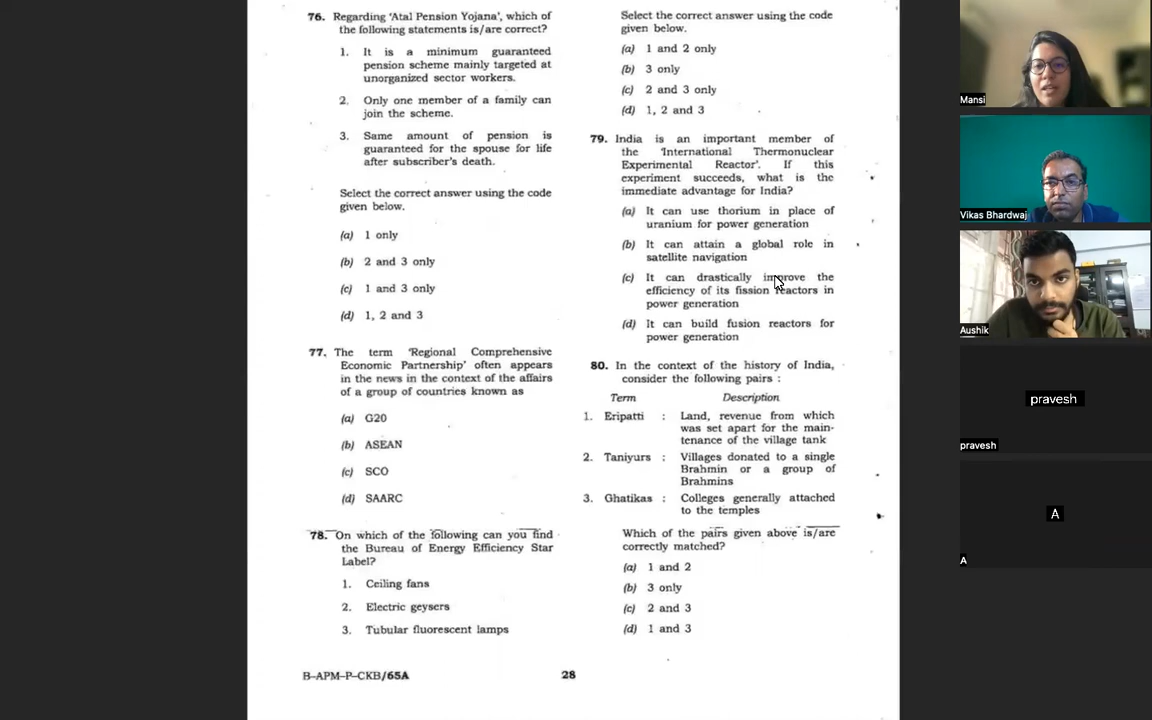 76. Regarding 'Atal Pension Yojana', which of
the following statements is/are correct?
1. It is a minimum guaranteed
pension scheme mainly targeted at
unorganized sector workers.
2. Only one member of a family can
join the scheme.
3. Same amount of pension is
guaranteed for the spouse for life
after subscriber's death.
Select the correct answer using the code
given below.
(a) 1 only
(b) 2 and 3 only
(c) 1 and 3 only
(d) 1, 2 and 3
77. The term 'Regional Comprehensive
Economic Partnership' often appears
in the news in the context of the affairs
of a group of countries known as
(a) G20
(b) ASEAN
(c) SCO
(d) SAARC
78. On which of the following can you find
the Bureau of Energy Efficiency Star
Label?
1. Ceiling fans
2. Electric geysers
3. Tubular fluorescent lamps
Select the correct answer using the code
given below.
(a) 1 and 2 only
(b) 3 only
(c) 2 and 3 only
(d) 1, 2 and 3
79. India is an important member of
the 'International Thermonuclear
Experimental Reactor'. If this
experiment succeeds, what is the
immediate advantage for India?
(a) It can use thorium in place of
uranium for power generation
(b) It can attain a global role in
satellite navigation
(c) It can drastically improve the
efficiency of its fission reactors in
power generation
(d) It can build fusion reactors for
power generation
80. In the context of the history of India,
consider the following pairs :
Term Description
1. Eripatti : Land, revenue from which
was set apart for the main-
tenance of the village tank
2. Taniyurs : Villages donated to a single
Brahmin or a group of
Brahmins
3. Ghatikas : Colleges generally attached
to the temples
Which of the pairs given above is/are
correctly matched?
(a) 1 and 2
(b) 3 only
(c) 2 and 3
(d) 1 and 3
B-APM-P-CKB/65A
28
Mansi
Vikas Bhardwaj
Aushik
pravesh
pravesh
A
A